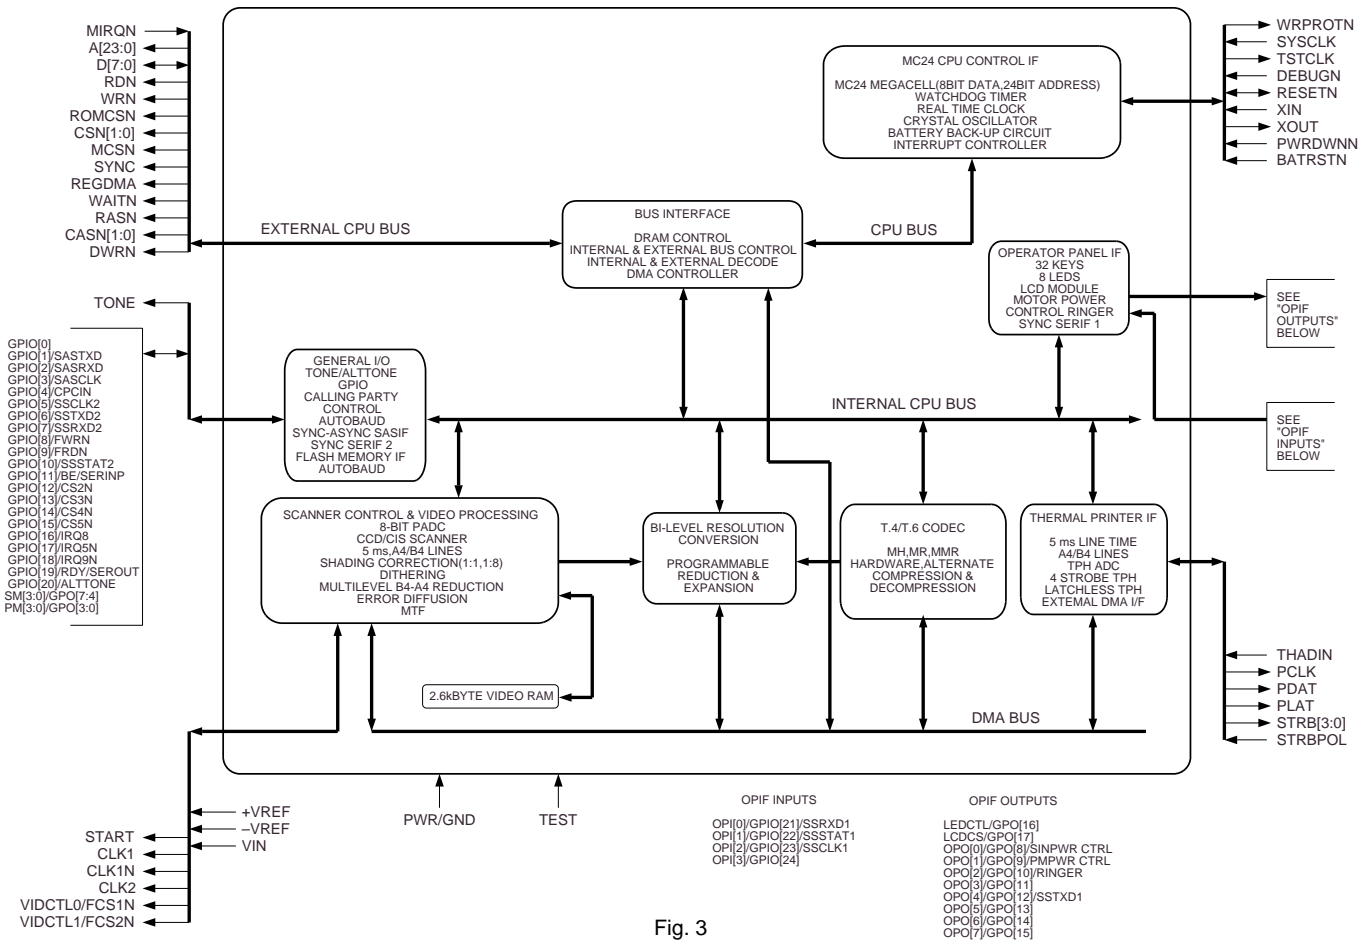 MIRQN
A[23:0]
D[7:0]
RDN
WRN
ROMCSN
CSN[1:0]
MCSN
SYNC
REGDMA
WAITN
RASN
CASN[1:0]
DWRN
TONE
GPIO[0]
GPIO[1]/SASTXD
GPIO[2]/SASRXD
GPIO[3]/SASCLK
GPIO[4]/CPCIN
GPIO[5]/SSCLK2
GPIO[6]/SSTXD2
GPIO[7]/SSRXD2
GPIO[8]/FWRN
GPIO[9]/FRDN
GPIO[10]/SSSTAT2
GPIO[11]/BE/SERINP
GPIO[12]/CS2N
GPIO[13]/CS3N
GPIO[14]/CS4N
GPIO[15]/CS5N
GPIO[16]/IRQ8
GPIO[17]/IRQ5N
GPIO[18]/IRQ9N
GPIO[19]/RDY/SEROUT
GPIO[20]/ALTTONE
SM[3:0]/GPO[7:4]
PM[3:0]/GPO[3:0]
MC24 CPU CONTROL IF
MC24 MEGACELL(8BIT DATA,24BIT ADDRESS)
WATCHDOG TIMER
REAL TIME CLOCK
CRYSTAL OSCILLATOR
BATTERY BACK-UP CIRCUIT
INTERRUPT CONTROLLER
WRPROTN
SYSCLK
TSTCLK
DEBUGN
RESETN
XIN
XOUT
PWRDWNN
BATRSTN
EXTERNAL CPU BUS
BUS INTERFACE
DRAM CONTROL
INTERNAL & EXTERNAL BUS CONTROL
INTERNAL & EXTERNAL DECODE
DMA CONTROLLER
CPU BUS
OPERATOR PANEL IF
32 KEYS
8 LEDS
LCD MODULE
MOTOR POWER
CONTROL RINGER
SYNC SERIF 1
SEE
"OPIF
OUTPUTS"
BELOW
GENERAL I/O
TONE/ALTTONE
GPIO
CALLING PARTY
CONTROL
AUTOBAUD
SYNC-ASYNC SASIF
SYNC SERIF 2
FLASH MEMORY IF
AUTOBAUD
INTERNAL CPU BUS
SEE
"OPIF
INPUTS"
BELOW
SCANNER CONTROL & VIDEO PROCESSING
8-BIT PADC
CCD/CIS SCANNER
5 ms,A4/B4 LINES
SHADING CORRECTION(1:1,1:8)
DITHERING
MULTILEVEL B4-A4 REDUCTION
ERROR DIFFUSION
MTF
BI-LEVEL RESOLUTION
CONVERSION
PROGRAMMABLE
REDUCTION &
EXPANSION
T.4/T.6 CODEC
MH,MR,MMR
HARDWARE,ALTERNATE
COMPRESSION &
DECOMPRESSION
THERMAL PRINTER IF
5 ms LINE TIME
A4/B4 LINES
TPH ADC
4 STROBE TPH
LATCHLESS TPH
EXTEMAL DMA I/F
2.6kBYTE VIDEO RAM
DMA BUS
THADIN
PCLK
PDAT
PLAT
STRB[3:0]
STRBPOL
+VREF
–VREF
VIN
START
CLK1
CLK1N
CLK2
VIDCTL0/FCS1N
VIDCTL1/FCS2N
PWR/GND
TEST
OPIF INPUTS
OPI[0]/GPIO[21]/SSRXD1
OPI[1]/GPIO[22]/SSSTAT1
OPI[2]/GPIO[23]/SSCLK1
OPI[3]/GPIO[24]
OPIF OUTPUTS
LEDCTL/GPO[16]
LCDCS/GPO[17]
OPO[0]/GPO[8]/SINPWR CTRL
OPO[1]/GPO[9]/PMPWR CTRL
OPO[2]/GPO[10]/RINGER
OPO[3]/GPO[11]
OPO[4]/GPO[12]/SSTXD1
OPO[5]/GPO[13]
OPO[6]/GPO[14]
OPO[7]/GPO[15]
Fig. 3